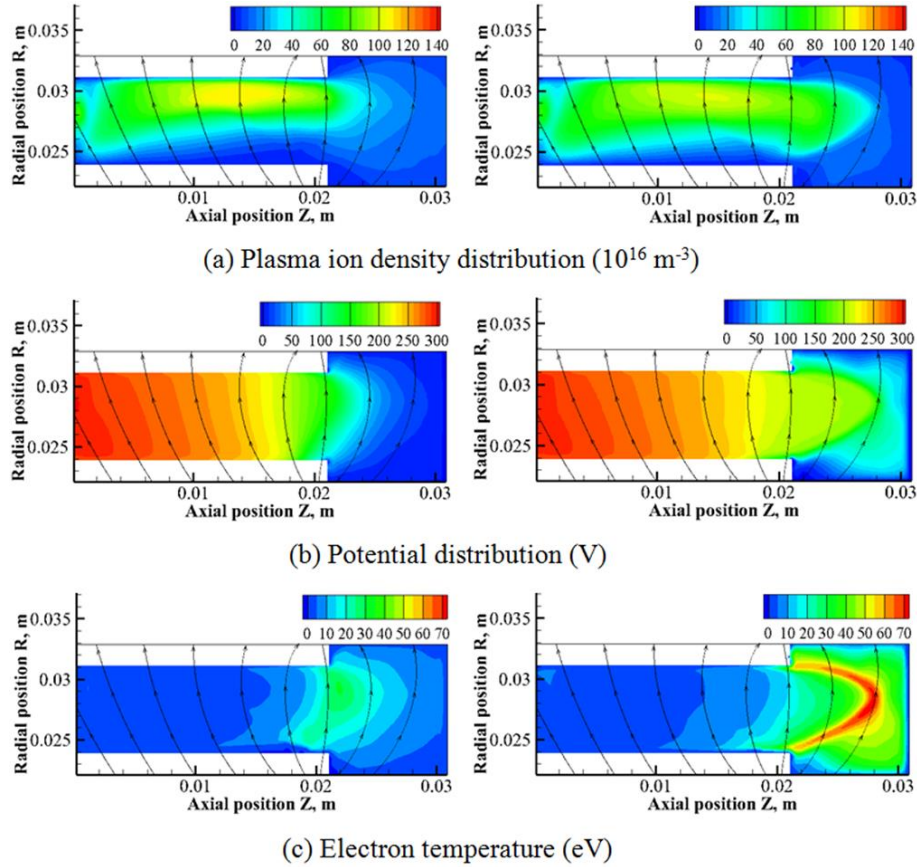 0 20 40 60 80 100 120 140
0 20 40 60 80 100 120 140
Radial position R, m
0.035
0.03
0.025
0.01 0.02 0.03
Axial position Z, m
Radial position R, m
0.035
0.03
0.025
0.01 0.02 0.03
Axial position Z, m
(a) Plasma ion density distribution (10¹⁶ m⁻³)
0 50 100 150 200 250 300
0 50 100 150 200 250 300
Radial position R, m
0.035
0.03
0.025
0.01 0.02 0.03
Axial position Z, m
Radial position R, m
0.035
0.03
0.025
0.01 0.02 0.03
Axial position Z, m
(b) Potential distribution (V)
0 10 20 30 40 50 60 70
0 10 20 30 40 50 60 70
Radial position R, m
0.035
0.03
0.025
0.01 0.02 0.03
Axial position Z, m
Radial position R, m
0.035
0.03
0.025
0.01 0.02 0.03
Axial position Z, m
(c) Electron temperature (eV)